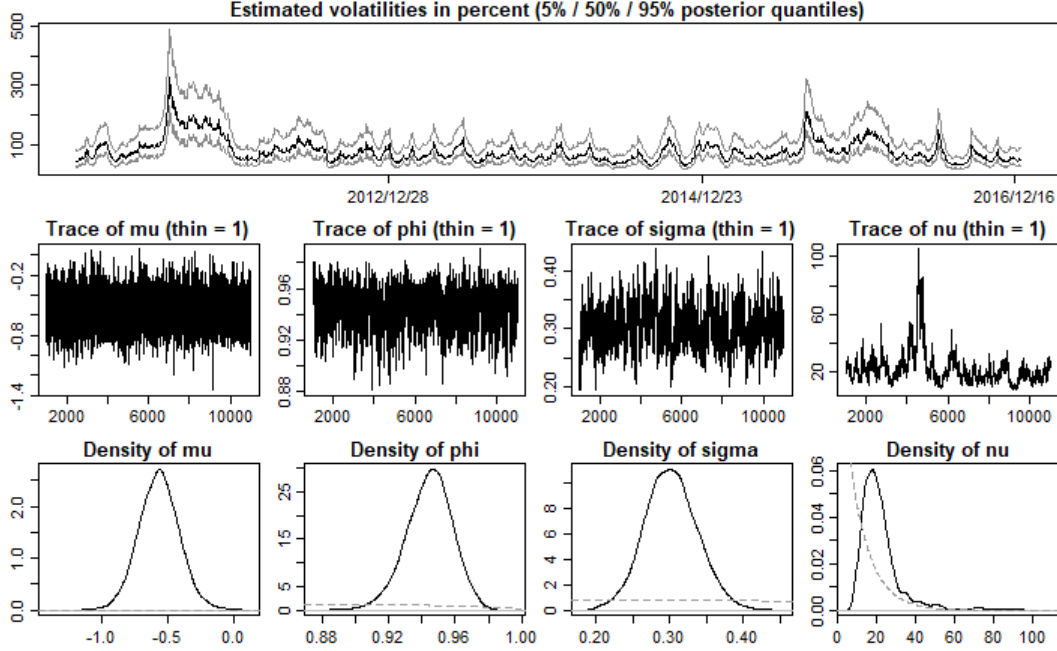 Estimated volatilities in percent (5% / 50% / 95% posterior quantiles)
500
300
100
2012/12/28 2014/12/23 2016/12/16
Trace of mu (thin = 1) Trace of phi (thin = 1) Trace of sigma (thin = 1) Trace of nu (thin = 1)
-0.2 0.96 0.40 100
-0.8 0.92 0.30 60
-1.4 0.88 0.20 20
2000 6000 10000 2000 6000 10000 2000 6000 10000 2000 6000 10000
Density of mu Density of phi Density of sigma Density of nu
2.0 25 8 0.06
1.0 15 4 0.04
0.0 5 0 0.02
0 0.00
-1.0 -0.5 0.0 0.88 0.92 0.96 1.00 0.20 0.30 0.40 0 20 40 60 80 100